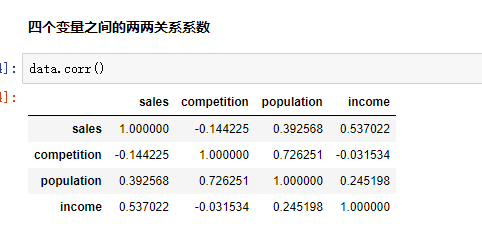 四个变量之间的两两关系系数
4]:
data.corr()
4]:
sales competition population income
sales 1.000000 -0.144225 0.392568 0.537022
competition -0.144225 1.000000 0.726251 -0.031534
population 0.392568 0.726251 1.000000 0.245198
income 0.537022 -0.031534 0.245198 1.000000